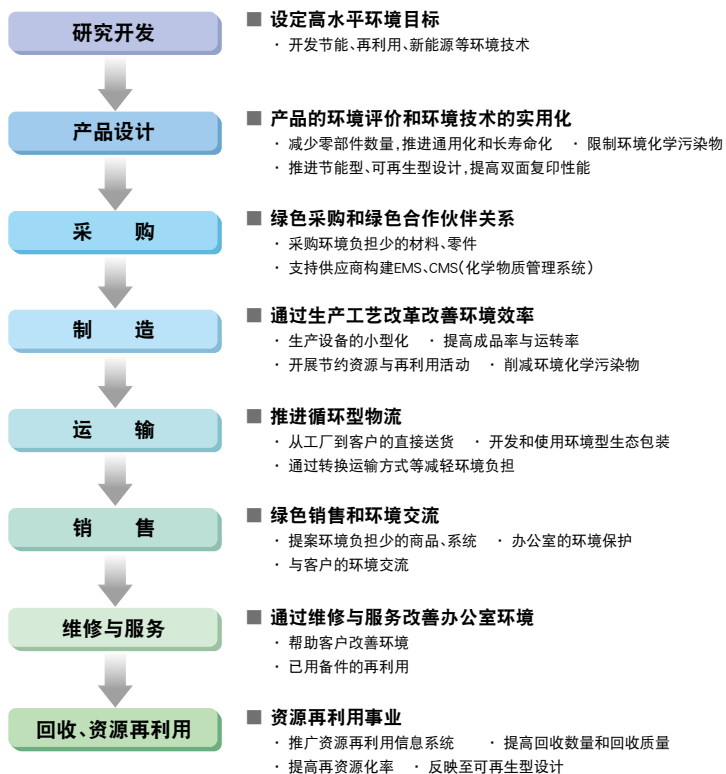 研究开发
■ 设定高水平环境目标
· 开发节能、再利用、新能源等环境技术
产品设计
■ 产品的环境评价和环境技术的实用化
· 减少零部件数量,推进通用化和长寿命化 · 限制环境化学污染物
· 推进节能型、可再生型设计,提高双面复印性能
采 购
■ 绿色采购和绿色合作伙伴关系
· 采购环境负担少的材料、零件
· 支持供应商构建EMS、CMS(化学物质管理系统)
制 造
■ 通过生产工艺改革改善环境效率
· 生产设备的小型化 · 提高成品率与运转率
· 开展节约资源与再利用活动 · 削减环境化学污染物
运 输
■ 推进循环型物流
· 从工厂到客户的直接送货 · 开发和使用环境型生态包装
· 通过转换运输方式等减轻环境负担
销 售
■ 绿色销售和环境交流
· 提案环境负担少的商品、系统 · 办公室的环境保护
· 与客户的环境交流
维修与服务
■ 通过维修与服务改善办公室环境
· 帮助客户改善环境
· 已用备件的再利用
回收、资源再利用
■ 资源再利用事业
· 推广资源再利用信息系统 · 提高回收数量和回收质量
· 提高再资源化率 · 反映至可再生型设计